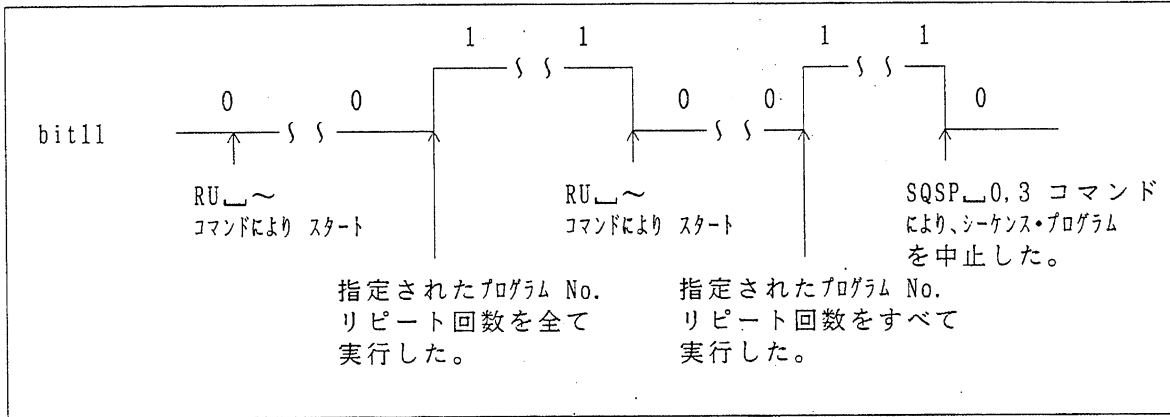 1 1 1 1
0 0 0 0 0
bit11
RU␣～ RU␣～ SQSP␣0,3 コマンド
コマンドにより スタート コマンドにより スタート により、シーケンス・プログラム
を中止した。
指定されたプログラム No. 指定されたプログラム No.
リピート回数を全て リピート回数をすべて
実行した。 実行した。